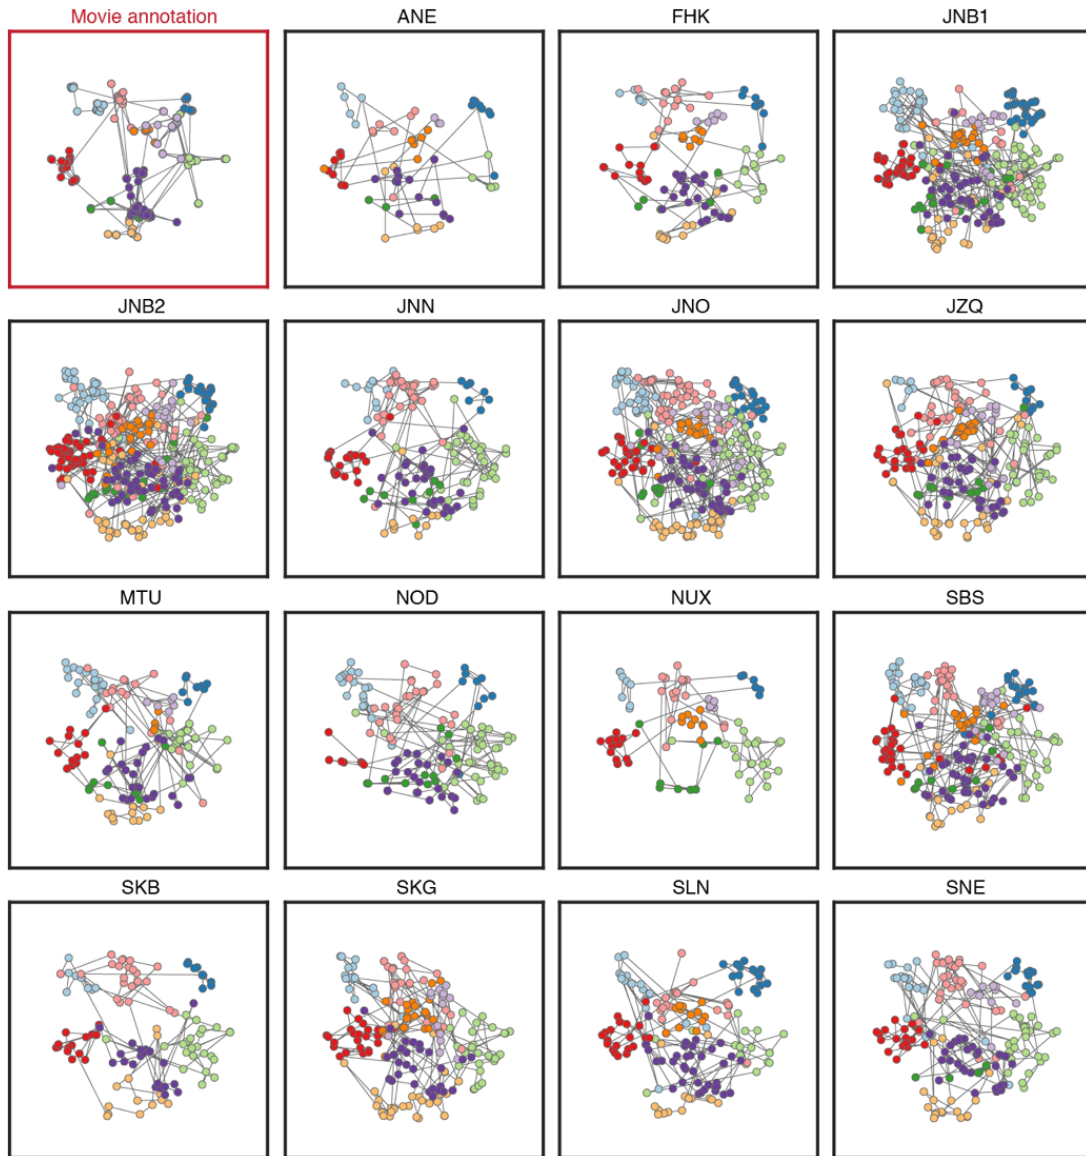 Movie annotation
ANE
FHK
JNB1
JNB2
JNN
JNO
JZQ
MTU
NOD
NUX
SBS
SKB
SKG
SLN
SNE